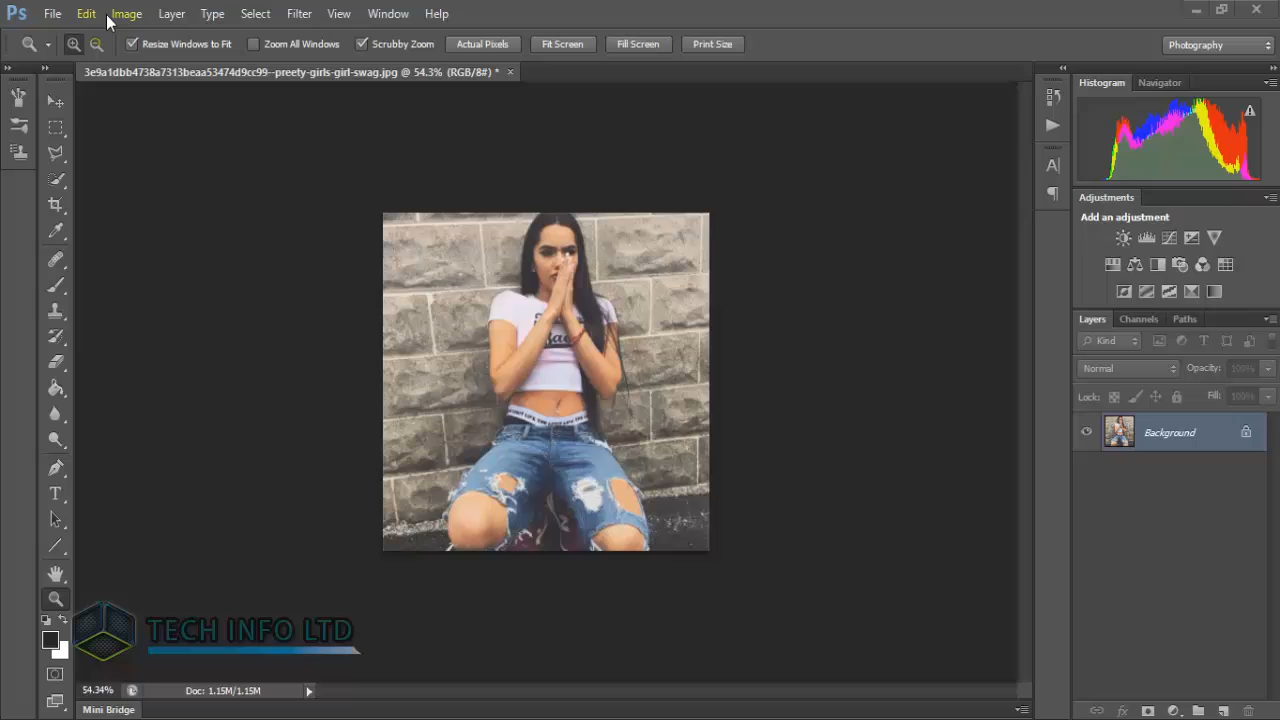 Ps File Edit Image Layer Type Select Filter View Window Help
Resize Windows to Fit Zoom All Windows Scrubby Zoom Actual Pixels Fit Screen Fill Screen Print Size Photography
3e9a1dbb4738a7313beaa53474d9cc99--preety-girls-girl-swag.jpg @ 54.3% (RGB/8#) * ×
Histogram Navigator
Adjustments
Add an adjustment
Layers Channels Paths
Kind
Normal Opacity: 100%
Lock: Fill: 100%
Background
TECH INFO LTD
54.34% Doc: 1.15M/1.15M
Mini Bridge